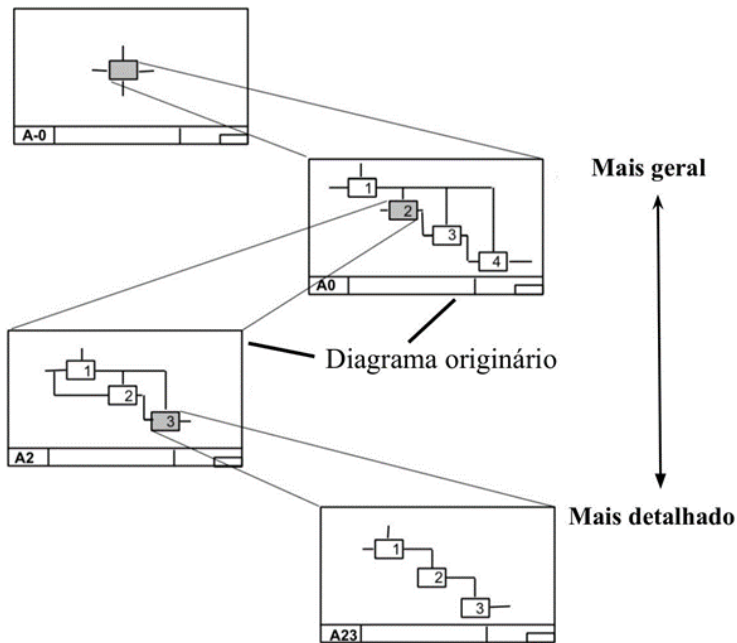 A-0
Mais geral
1
2
3
4
A0
Diagrama originário
1
2
3
A2
Mais detalhado
1
2
3
A23